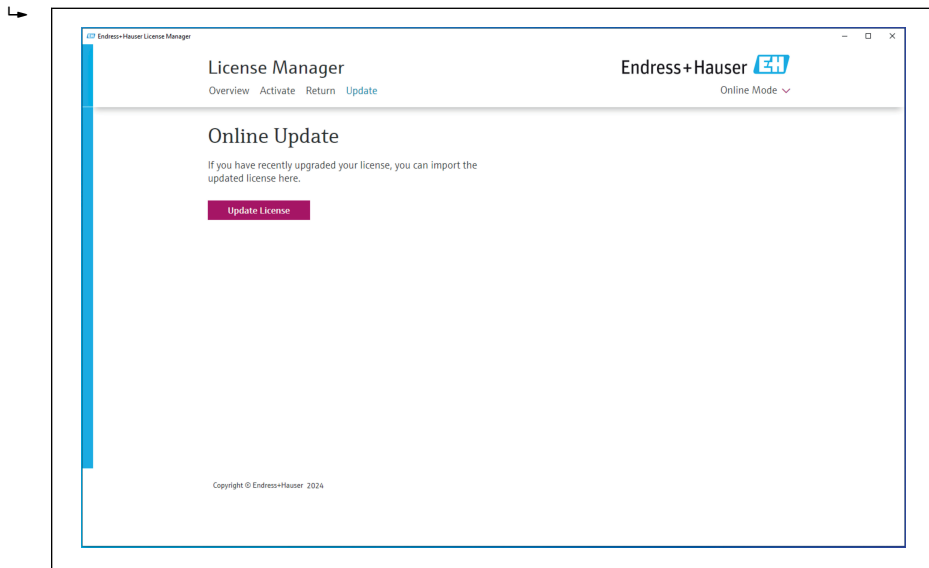 Endress+Hauser License Manager
License Manager
Endress+Hauser EH
Overview Activate Return Update
Online Mode
Online Update
If you have recently upgraded your license, you can import the
updated license here.
Update License
Copyright © Endress+Hauser 2024